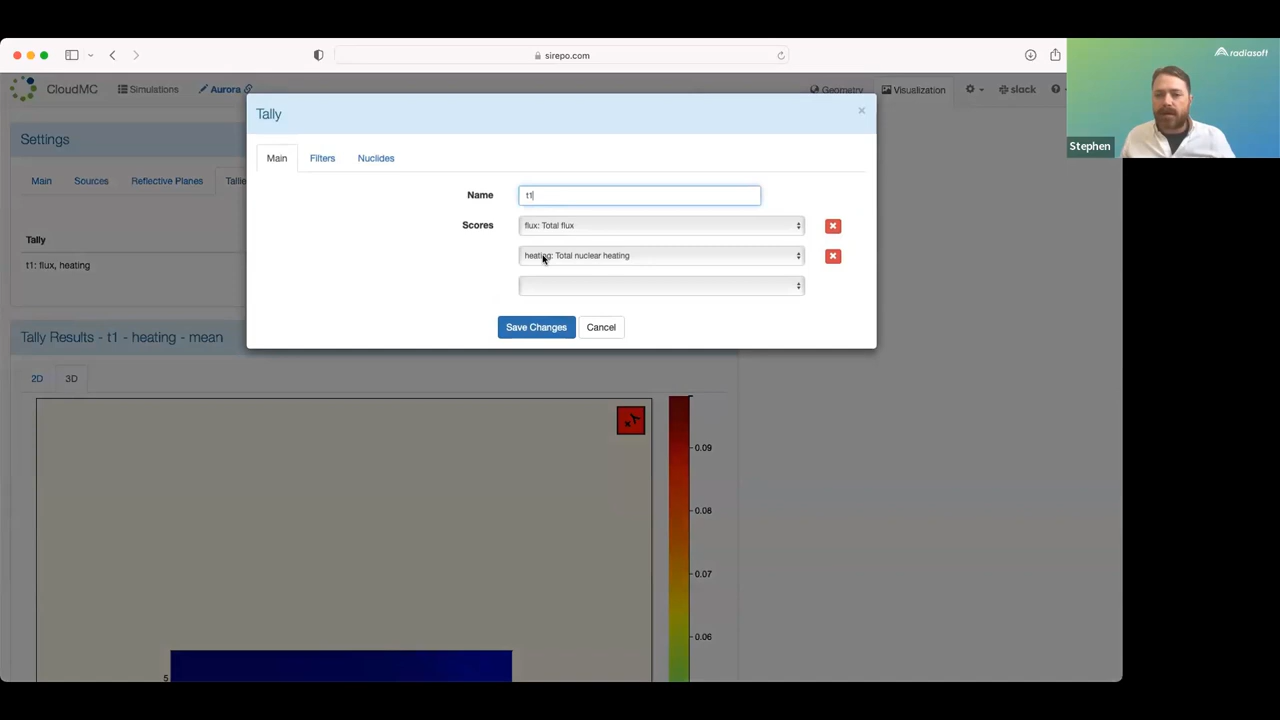 sirepo.com
radiasoft
CloudMC
Simulations
Aurora
Geometry
Visualization
slack
Stephen
Settings
Main
Sources
Reflective Planes
Tallie
Tally
t1: flux, heating
Tally
×
Main
Filters
Nuclides
Name
t1
Scores
flux: Total flux
heating: Total nuclear heating
Save Changes
Cancel
Tally Results - t1 - heating - mean
2D
3D
0.09
0.08
0.07
0.06
5